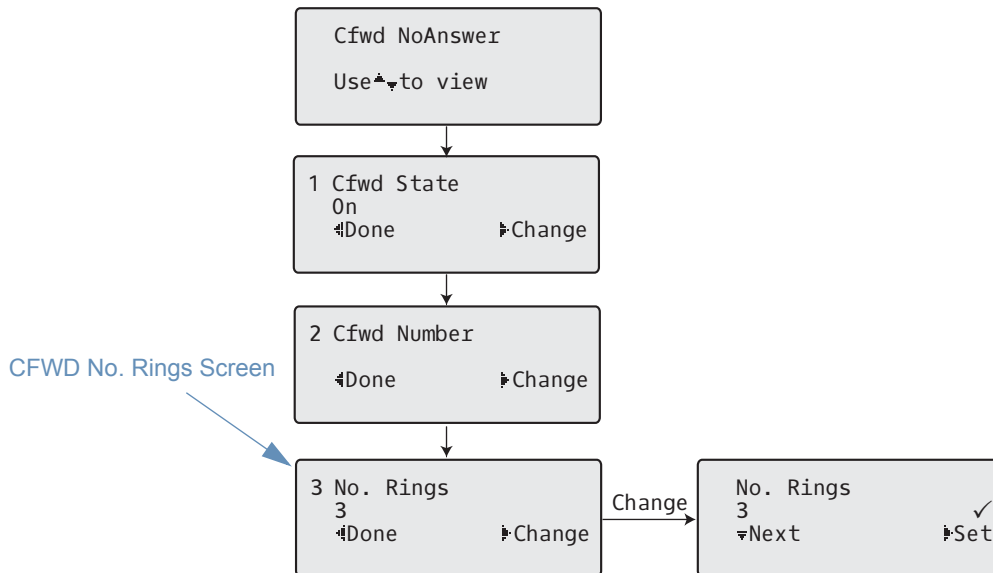 Cfwd NoAnswer
Use to view
1 Cfwd State
On
Done Change
2 Cfwd Number
Done Change
CFWD No. Rings Screen
3 No. Rings
3
Done Change
Change
No. Rings
3 ✓
Next Set